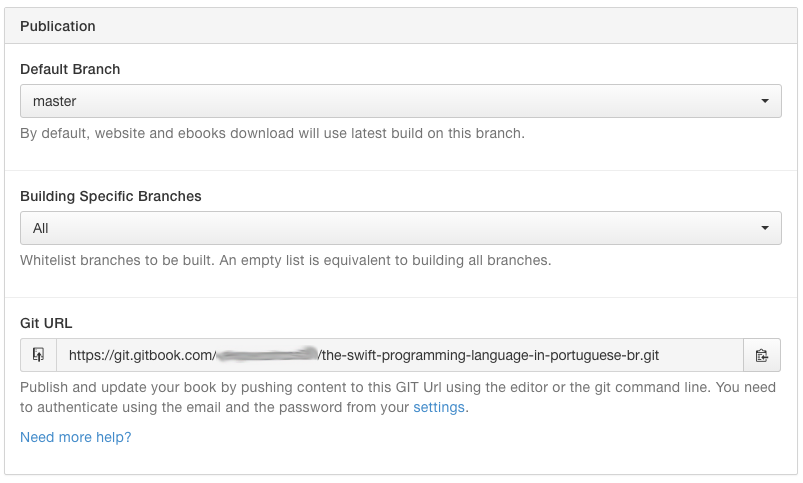 Publication
Default Branch
master
By default, website and ebooks download will use latest build on this branch.
Building Specific Branches
All
Whitelist branches to be built. An empty list is equivalent to building all branches.
Git URL
https://git.gitbook.com/ /the-swift-programming-language-in-portuguese-br.git
Publish and update your book by pushing content to this GIT Url using the editor or the git command line. You need
to authenticate using the email and the password from your settings.
Need more help?